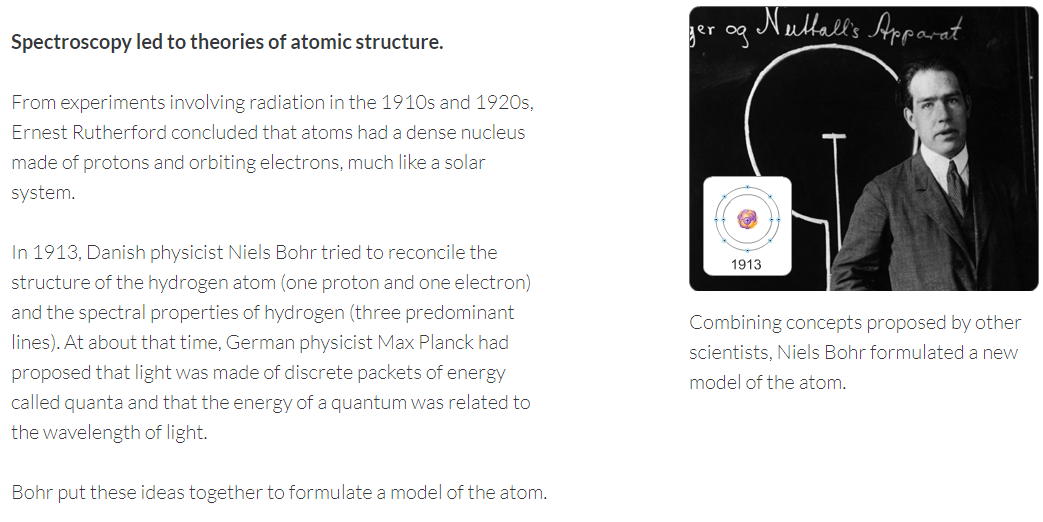 Spectroscopy led to theories of atomic structure.
From experiments involving radiation in the 1910s and 1920s,
Ernest Rutherford concluded that atoms had a dense nucleus
made of protons and orbiting electrons, much like a solar
system.
In 1913, Danish physicist Niels Bohr tried to reconcile the
structure of the hydrogen atom (one proton and one electron)
and the spectral properties of hydrogen (three predominant
lines). At about that time, German physicist Max Planck had
proposed that light was made of discrete packets of energy
called quanta and that the energy of a quantum was related to
the wavelength of light.
Bohr put these ideas together to formulate a model of the atom.
og Nuttall's Apparat
1913
Combining concepts proposed by other
scientists, Niels Bohr formulated a new
model of the atom.